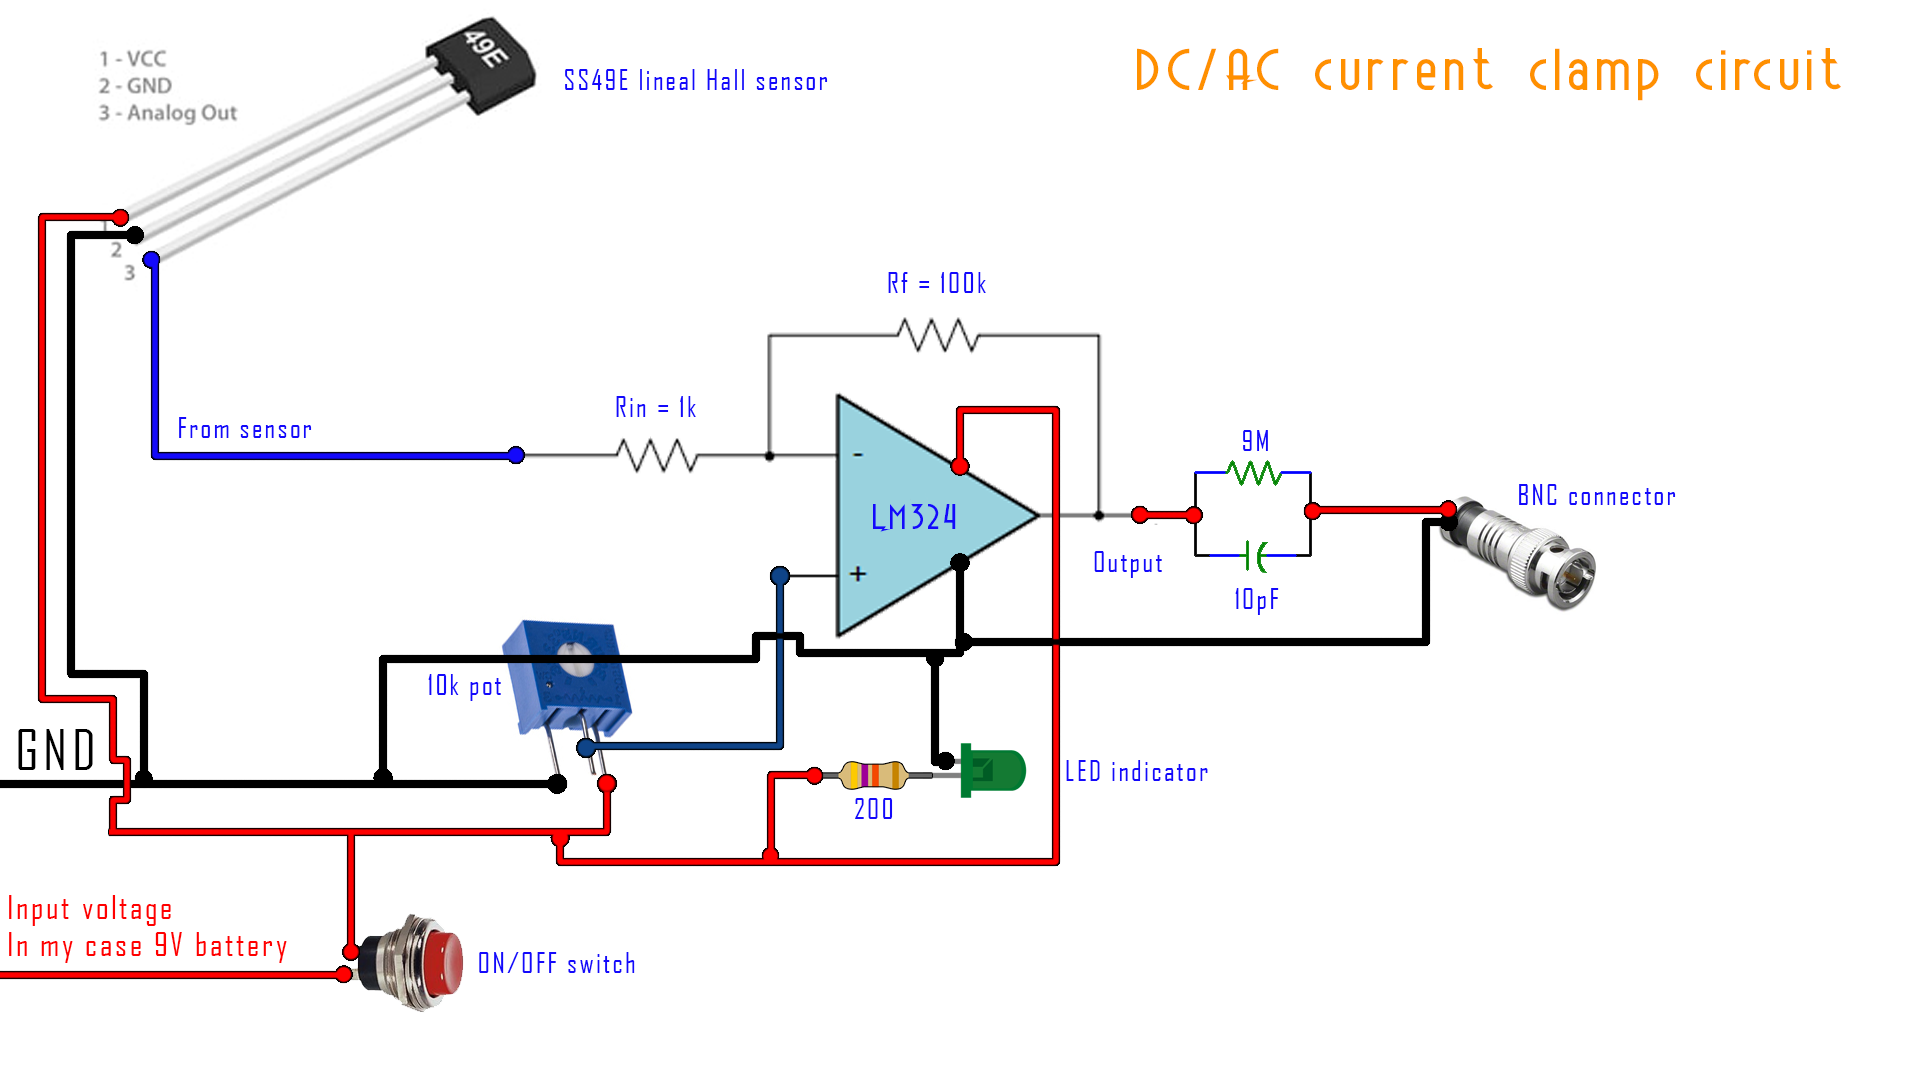 DC/AC current clamp circuit
1 - VCC
2 - GND
3 - Analog Out
49E
SS49E lineal Hall sensor
1
2
3
Rf = 100k
Rin = 1k
From sensor
-
LM324
+
9M
10pF
BNC connector
Output
10k pot
GND
LED indicator
200
Input voltage
In my case 9V battery
ON/OFF switch